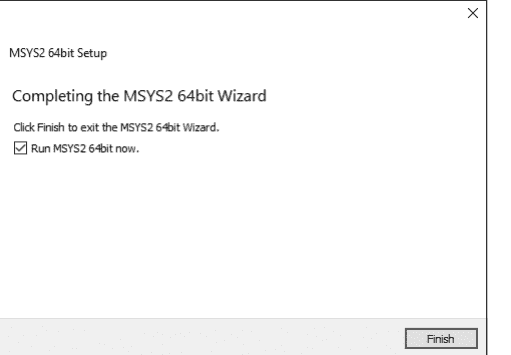 MSYS2 64bit Setup
Completing the MSYS2 64bit Wizard
Click Finish to exit the MSYS2 64bit Wizard.
Run MSYS2 64bit now.
Finish